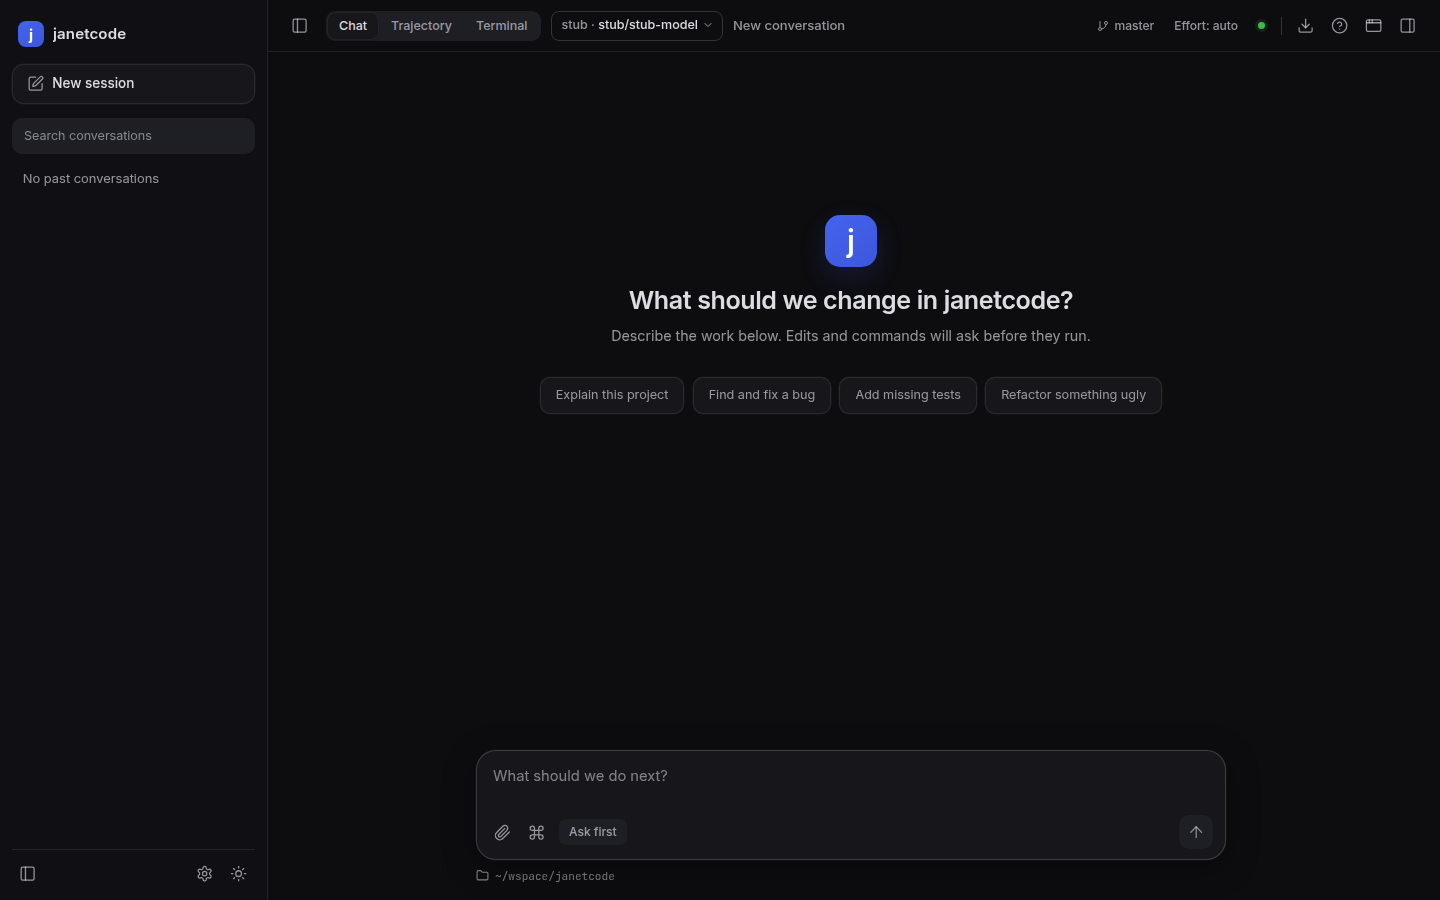 j janetcode
New session
Search conversations
No past conversations
Chat Trajectory Terminal stub · stub/stub-model New conversation master Effort: auto
j
What should we change in janetcode?
Describe the work below. Edits and commands will ask before they run.
Explain this project Find and fix a bug Add missing tests Refactor something ugly
What should we do next?
Ask first
~/wspace/janetcode